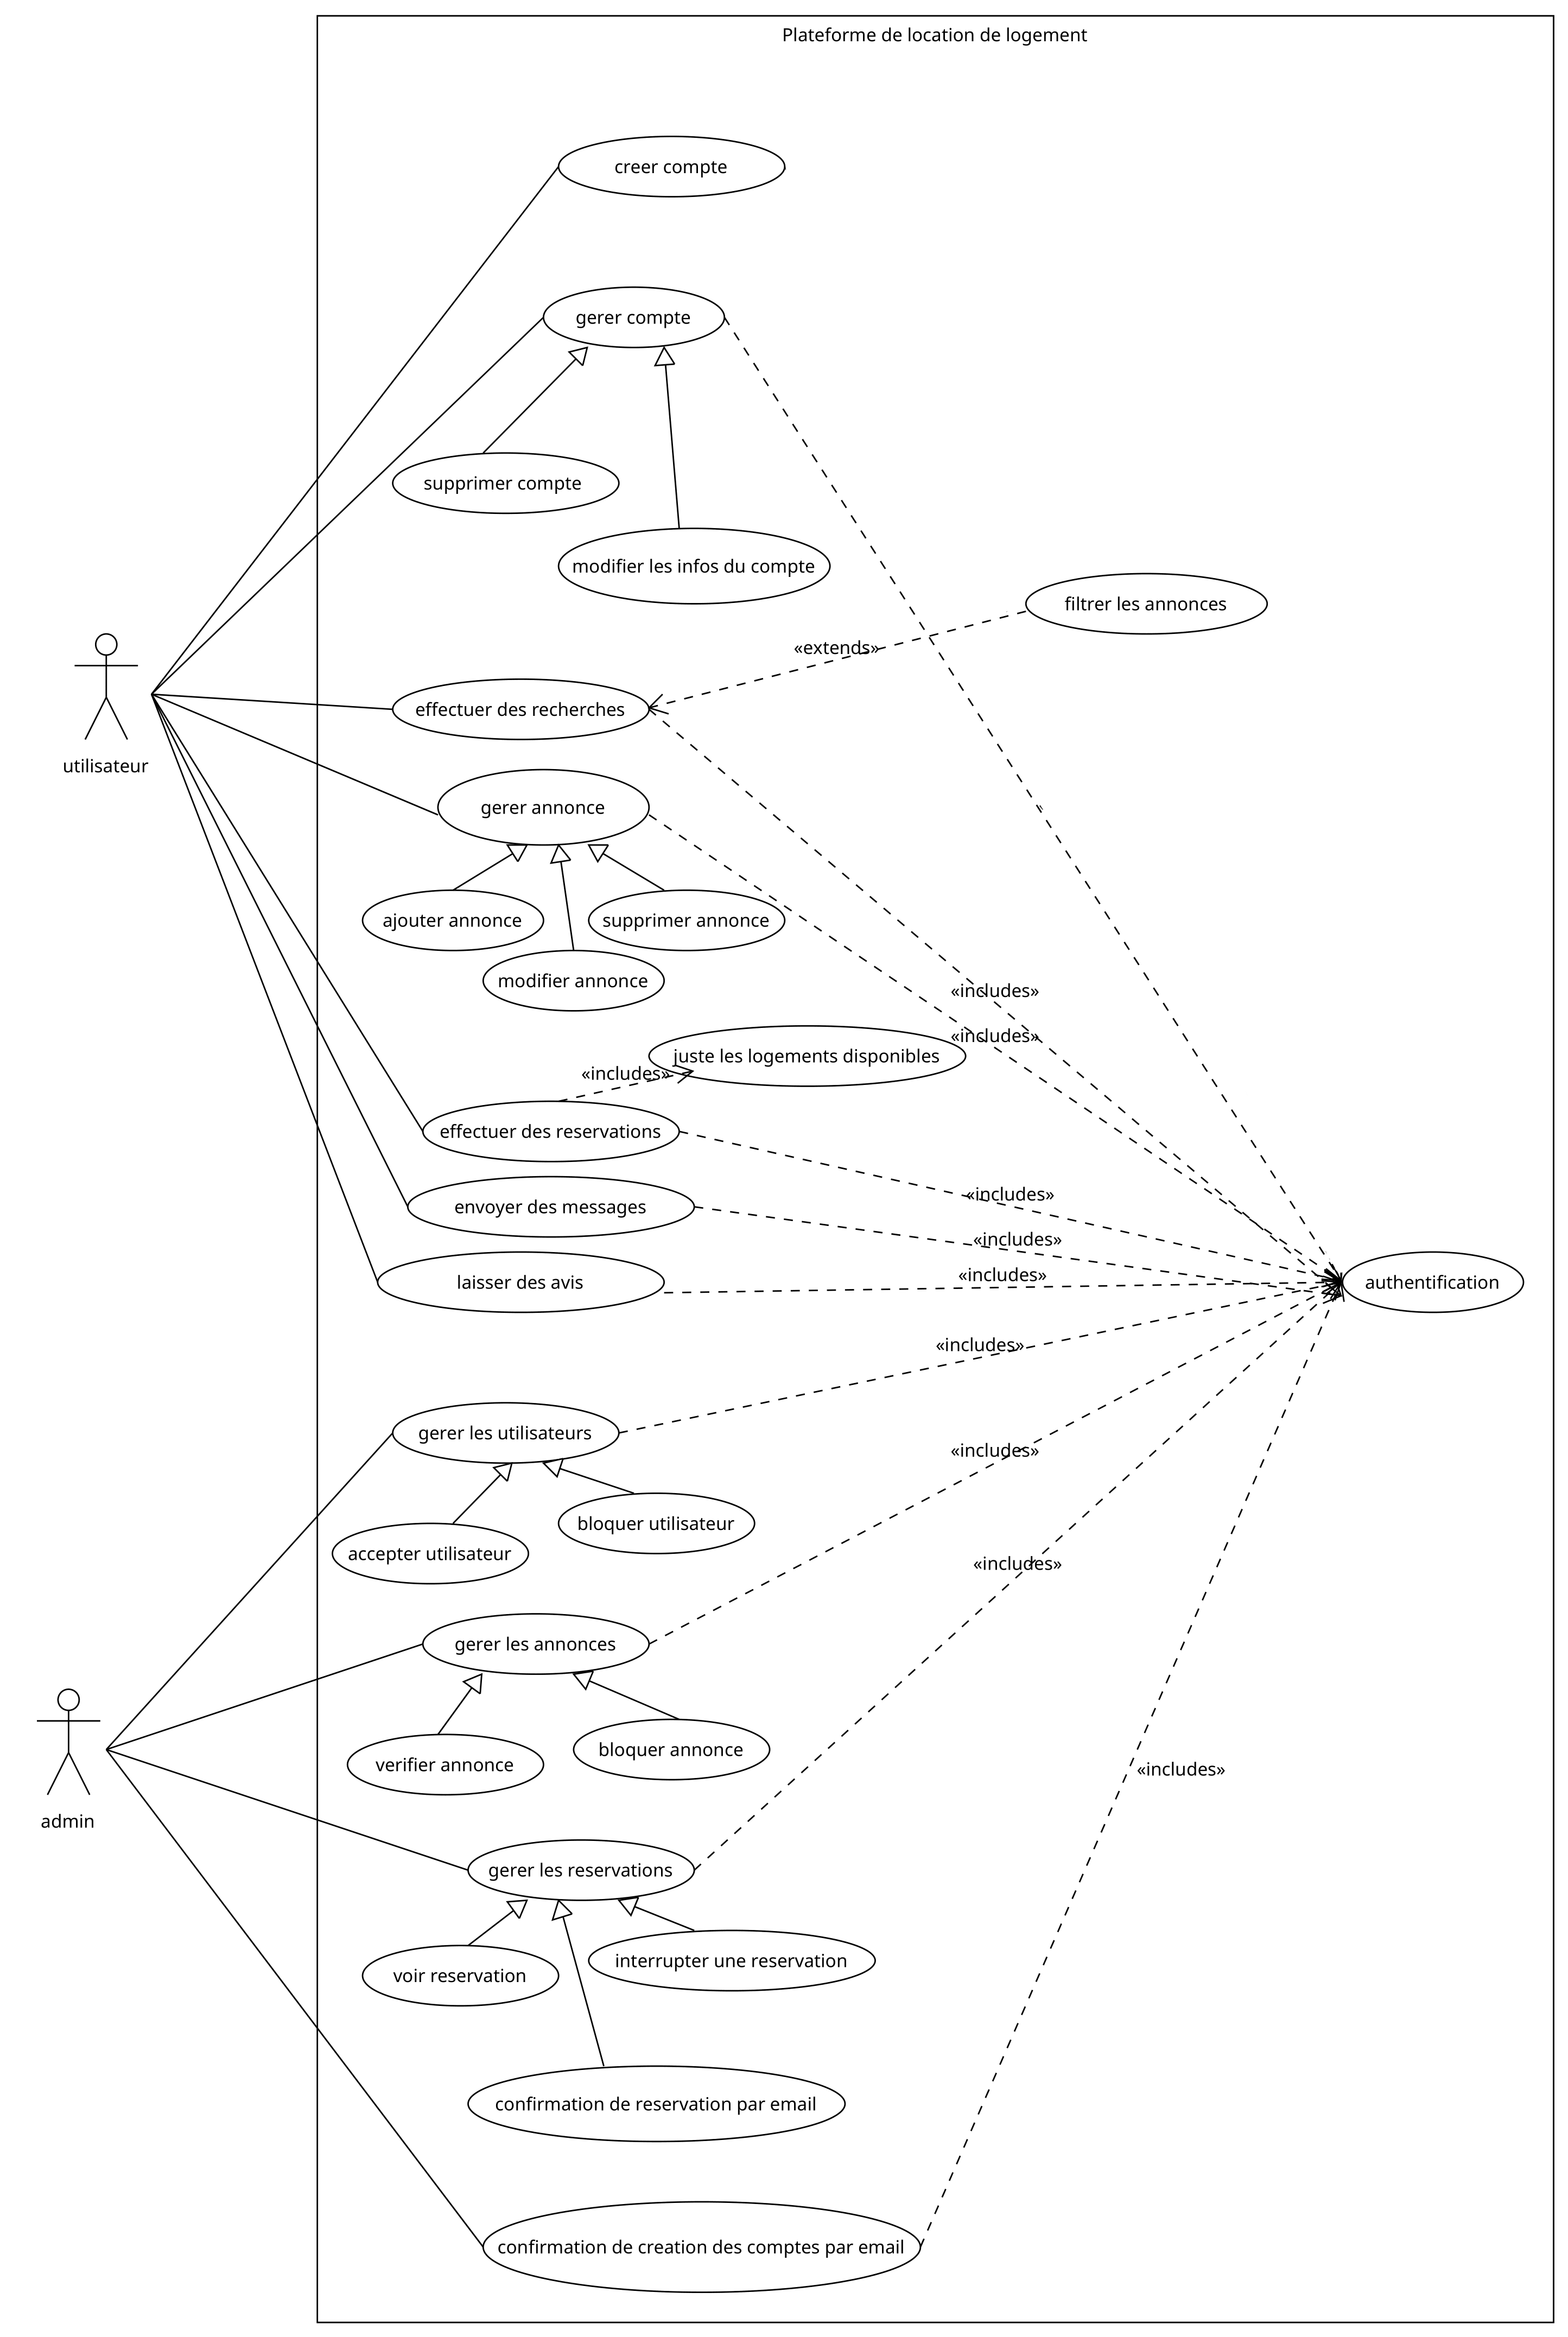 Plateforme de location de logement
creer compte
gerer compte
supprimer compte
modifier les infos du compte
filtrer les annonces
«extends»
utilisateur
effectuer des recherches
gerer annonce
ajouter annonce
supprimer annonce
modifier annonce
«includes»
«includes»
juste les logements disponibles
«includes»
effectuer des reservations
«includes»
envoyer des messages
«includes»
laisser des avis
«includes»
authentification
«includes»
gerer les utilisateurs
«includes»
bloquer utilisateur
accepter utilisateur
«includes»
gerer les annonces
bloquer annonce
verifier annonce
«includes»
admin
gerer les reservations
interrupter une reservation
voir reservation
confirmation de reservation par email
confirmation de creation des comptes par email